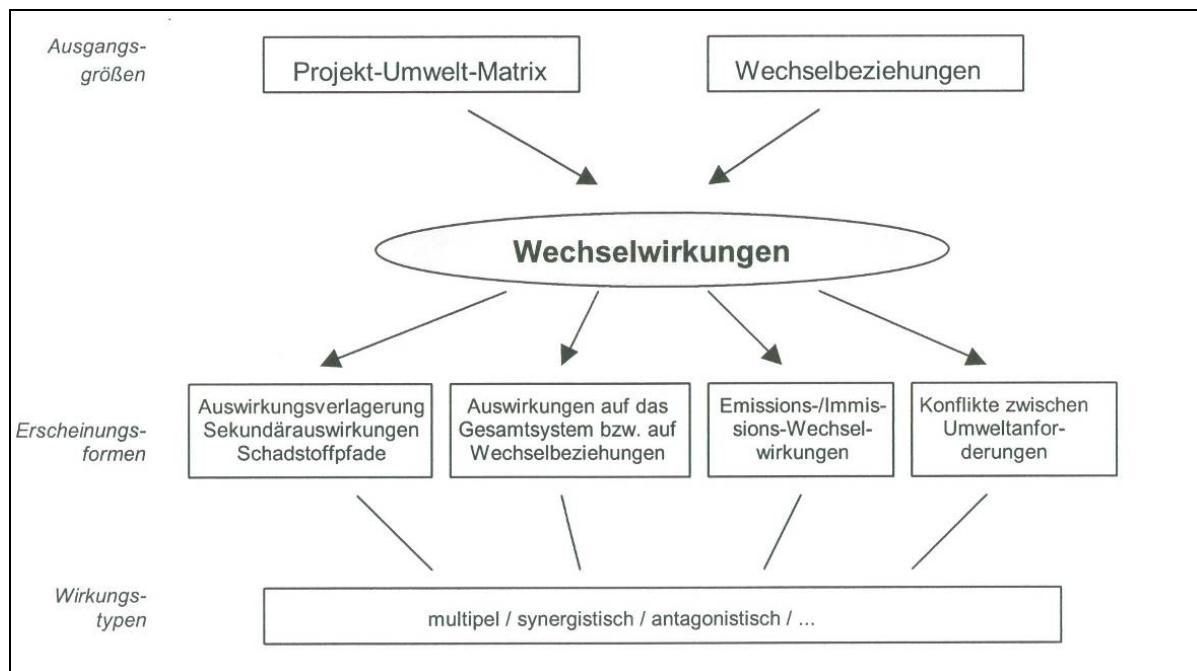 Ausgangs-
größen
Projekt-Umwelt-Matrix
Wechselbeziehungen
Wechselwirkungen
Erscheinungs-
formen
Auswirkungsverlagerung
Sekundärauswirkungen
Schadstoffpfade
Auswirkungen auf das
Gesamtsystem bzw. auf
Wechselbeziehungen
Emissions-/Immis-
sions-Wechsel-
wirkungen
Konflikte zwischen
Umweltanfor-
derungen
Wirkungs-
typen
multipel / synergistisch / antagonistisch / ...